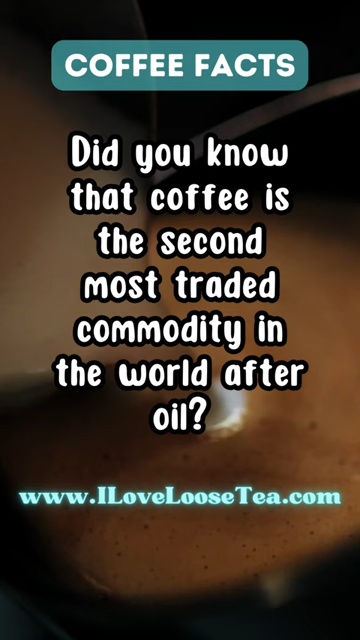 COFFEE FACTS
Did you know
that coffee is
the second
most traded
commodity in
the world after
oil?
www.ILoveLooseTea.com